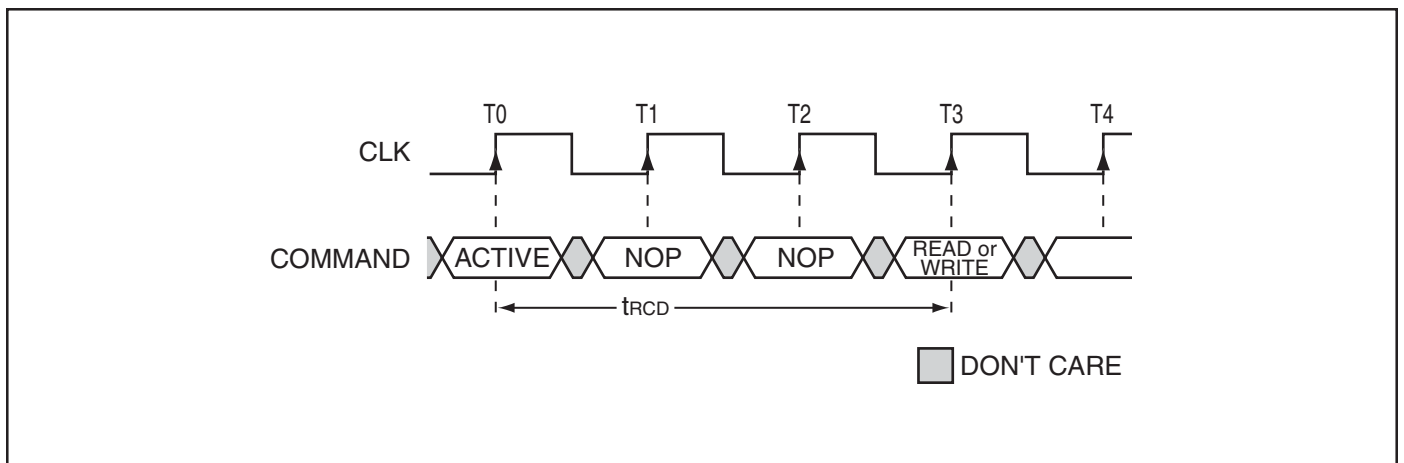 T0 T1 T2 T3 T4
CLK
COMMAND ACTIVE NOP NOP READ or
WRITE
tRCD
DON'T CARE